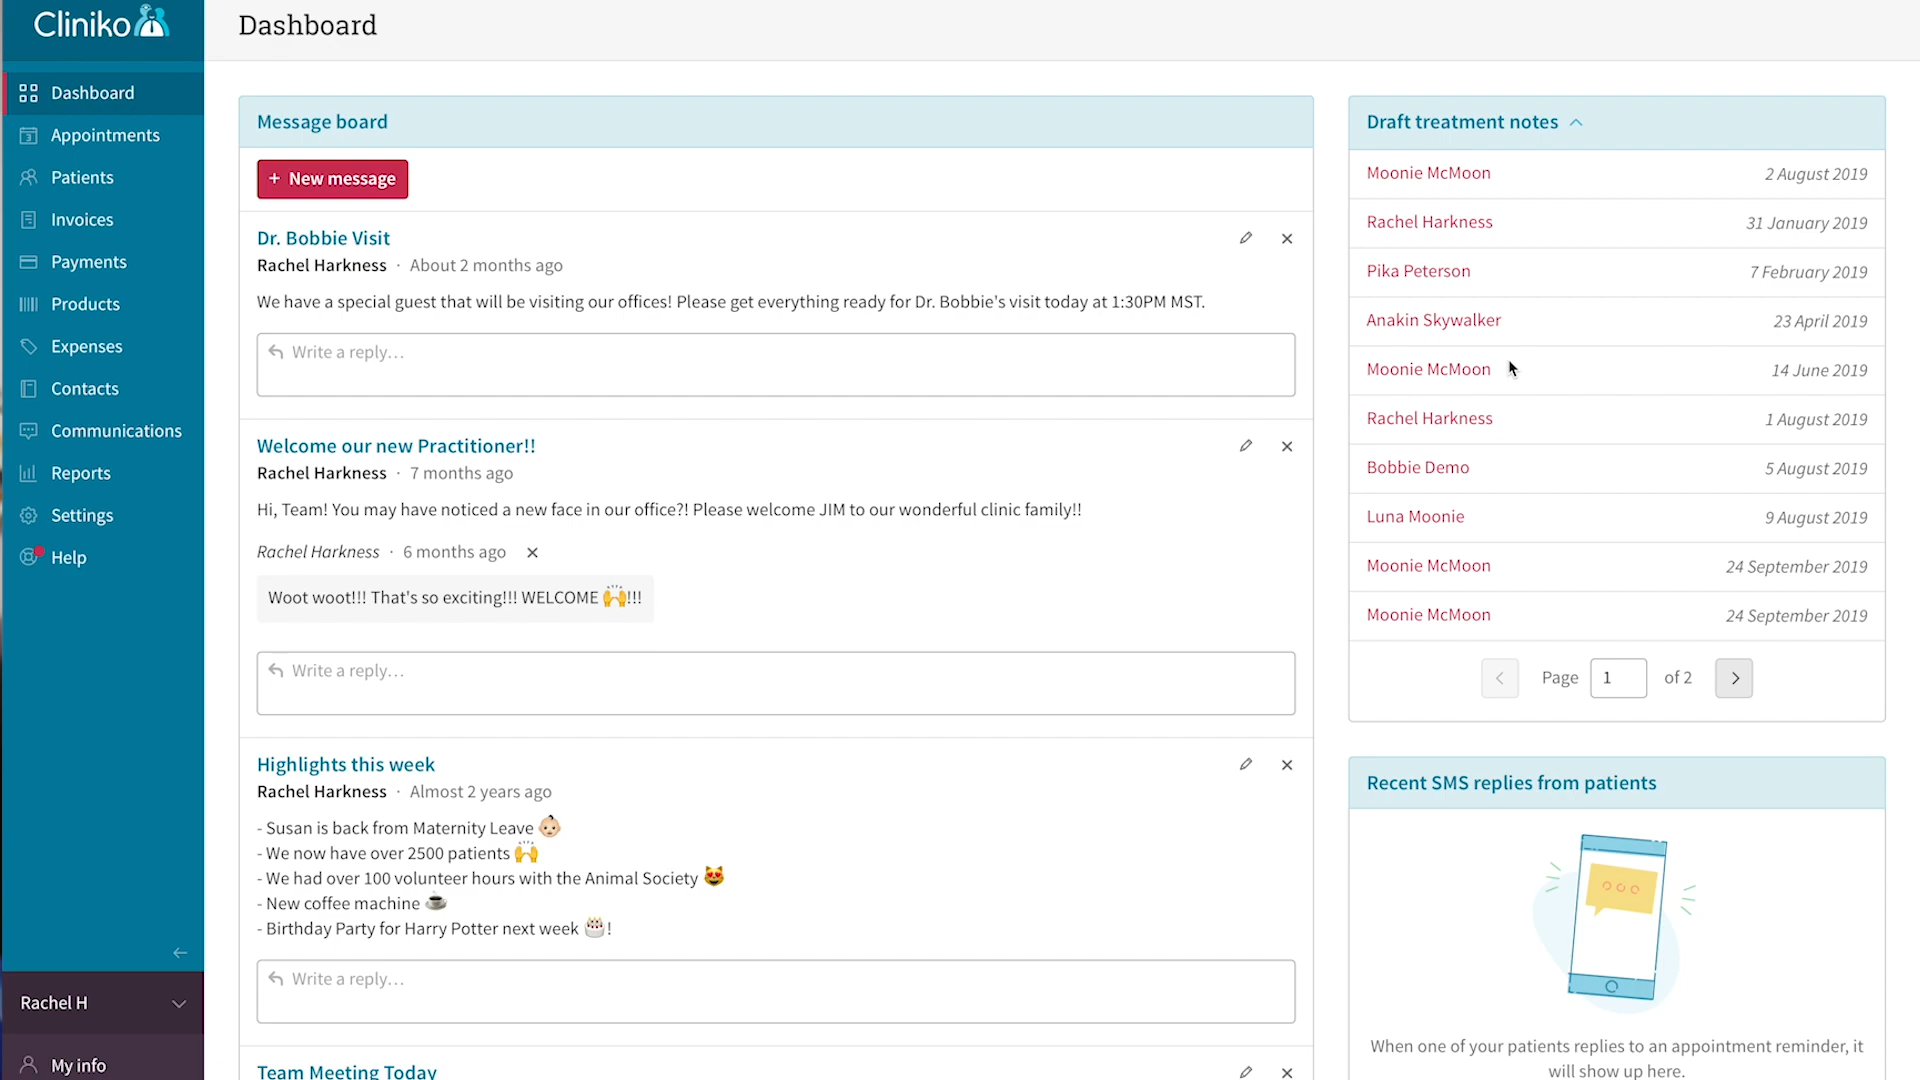 Cliniko
Dashboard
Dashboard
Appointments
Patients
Invoices
Payments
Products
Expenses
Contacts
Communications
Reports
Settings
Help
Rachel H
My info
Message board
+ New message
Dr. Bobbie Visit
Rachel Harkness · About 2 months ago
We have a special guest that will be visiting our offices! Please get everything ready for Dr. Bobbie's visit today at 1:30PM MST.
Write a reply…
Welcome our new Practitioner!!
Rachel Harkness · 7 months ago
Hi, Team! You may have noticed a new face in our office?! Please welcome JIM to our wonderful clinic family!!
Rachel Harkness · 6 months ago
Woot woot!!! That's so exciting!!! WELCOME 🙌!!!
Write a reply…
Highlights this week
Rachel Harkness · Almost 2 years ago
- Susan is back from Maternity Leave 👶
- We now have over 2500 patients 🙌
- We had over 100 volunteer hours with the Animal Society 😻
- New coffee machine ☕
- Birthday Party for Harry Potter next week 🎂!
Write a reply…
Team Meeting Today
Draft treatment notes
Moonie McMoon 2 August 2019
Rachel Harkness 31 January 2019
Pika Peterson 7 February 2019
Anakin Skywalker 23 April 2019
Moonie McMoon 14 June 2019
Rachel Harkness 1 August 2019
Bobbie Demo 5 August 2019
Luna Moonie 9 August 2019
Moonie McMoon 24 September 2019
Moonie McMoon 24 September 2019
Page 1 of 2
Recent SMS replies from patients
When one of your patients replies to an appointment reminder, it
will show up here.